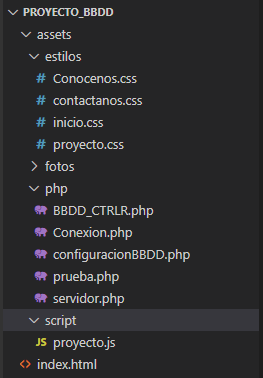 PROYECTO_BBDD
assets
estilos
# Conocenos.css
# contactanos.css
# inicio.css
# proyecto.css
fotos
php
BBDD_CTRLR.php
Conexion.php
configuracionBBDD.php
prueba.php
servidor.php
script
JS proyecto.js
<> index.html